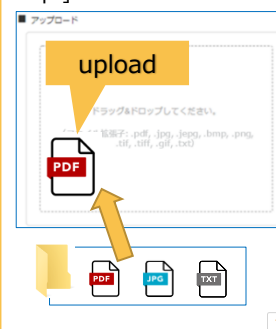 アップロード
upload
ドラッグ&ドロップしてください。
拡張子: .pdf, .jpg, .jepg, .bmp, .png,
.tif, .tiff, .gif, .txt)
PDF
PDF
JPG
TXT